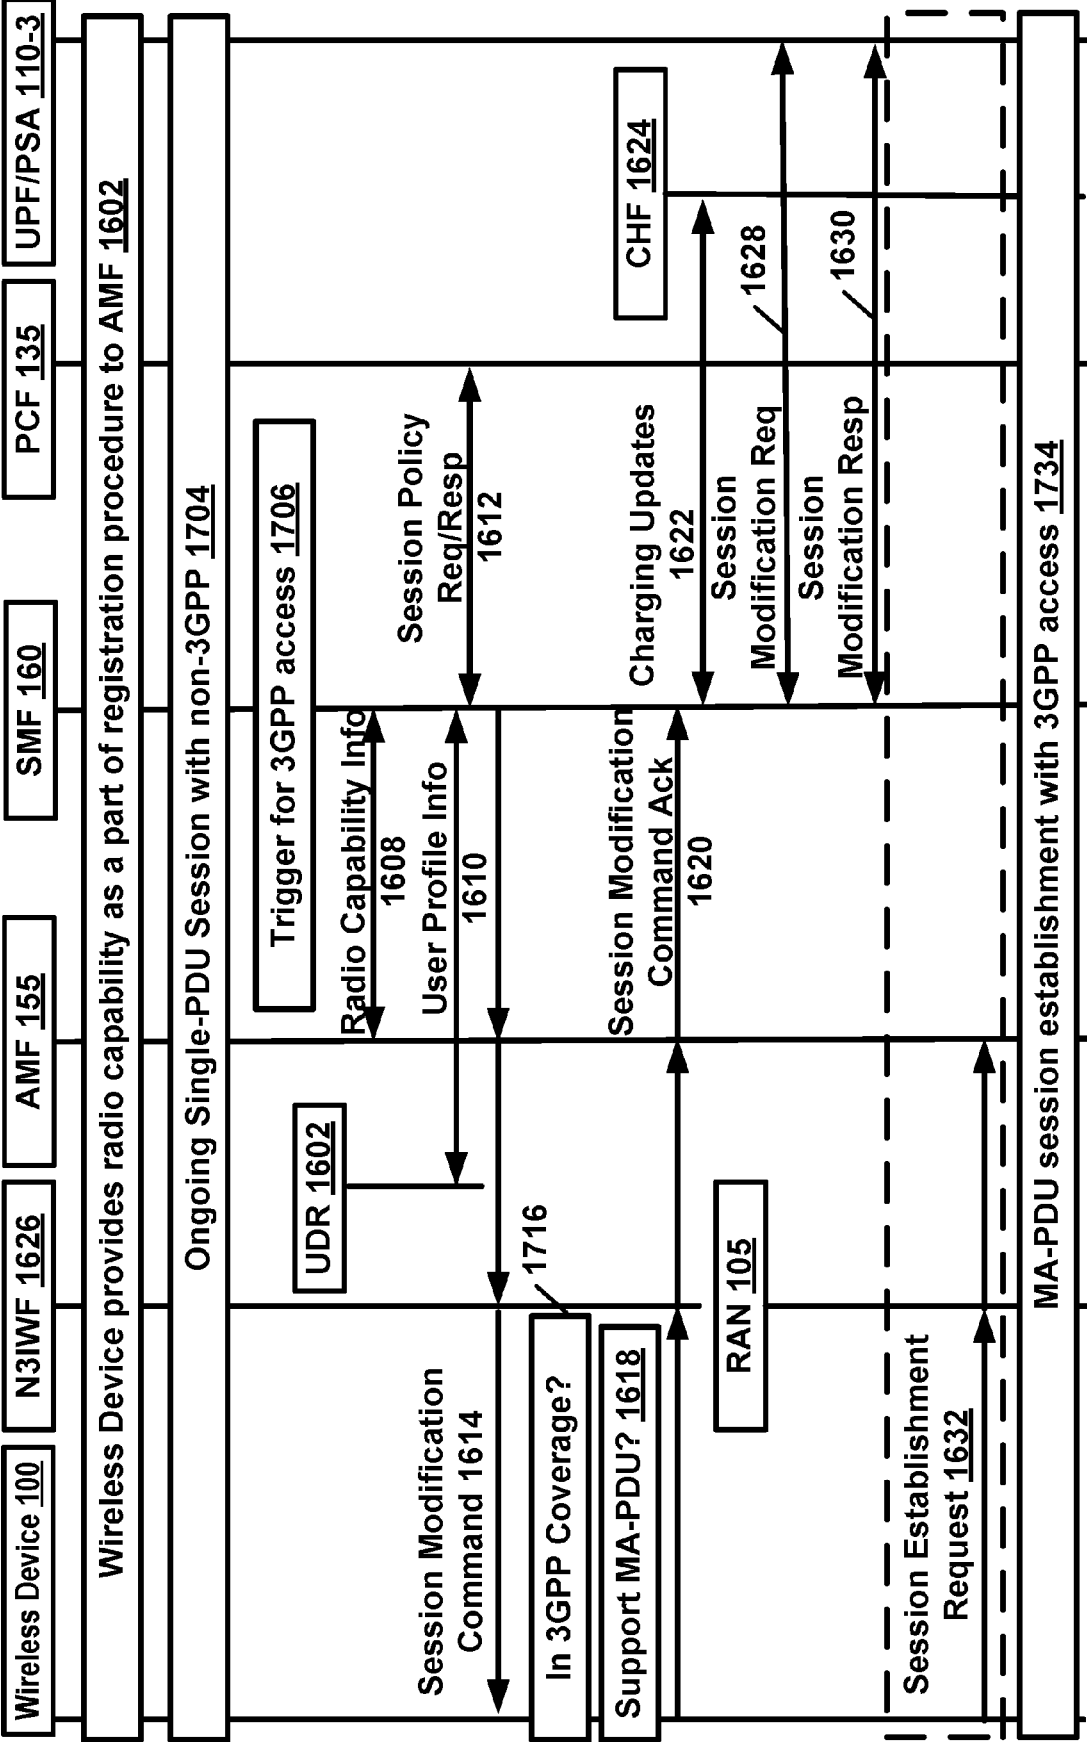 Wireless Device 100
N3IWF 1626
AMF 155
SMF 160
PCF 135
UPF/PSA 110-3
Wireless Device provides radio capability as a part of registration procedure to AMF 1602
Ongoing Single-PDU Session with non-3GPP 1704
Trigger for 3GPP access 1706
UDR 1602
Radio Capability Info
1608
User Profile Info
1610
Session Policy
Req/Resp
1612
Session Modification
Command 1614
1716
In 3GPP Coverage?
Support MA-PDU? 1618
Session Modification
Command Ack
1620
CHF 1624
Charging Updates
1622
RAN 105
Session
Modification Req
1628
Session
Modification Resp
1630
Session Establishment
Request 1632
MA-PDU session establishment with 3GPP access 1734